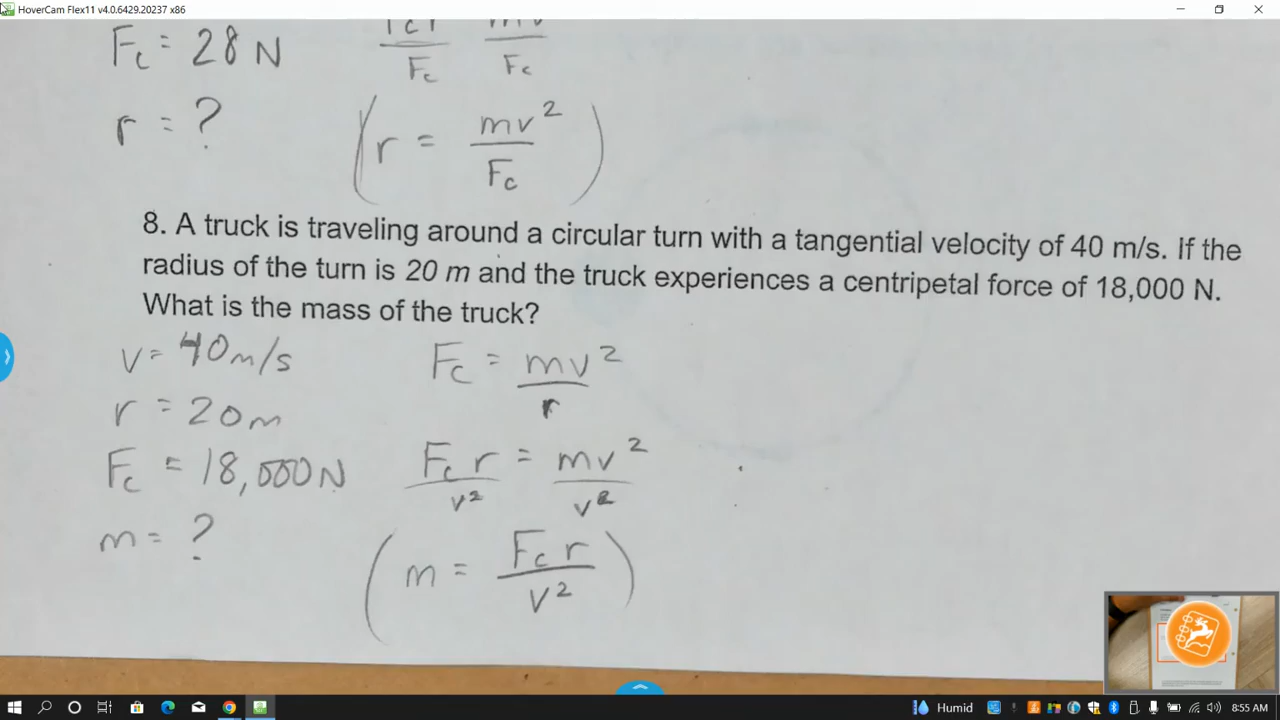 HoverCam Flex11 v4.0.6429.20237 x86
Fc = 28 N
Fc Fc
r = ?
r = mv²
Fc
8. A truck is traveling around a circular turn with a tangential velocity of 40 m/s. If the
radius of the turn is 20 m and the truck experiences a centripetal force of 18,000 N.
What is the mass of the truck?
v = 40 m/s
Fc = mv²
r
r = 20 m
Fc = 18,000 N
Fc r = mv²
v² v²
m = ?
m = Fc r
v²
Humid
8:55 AM